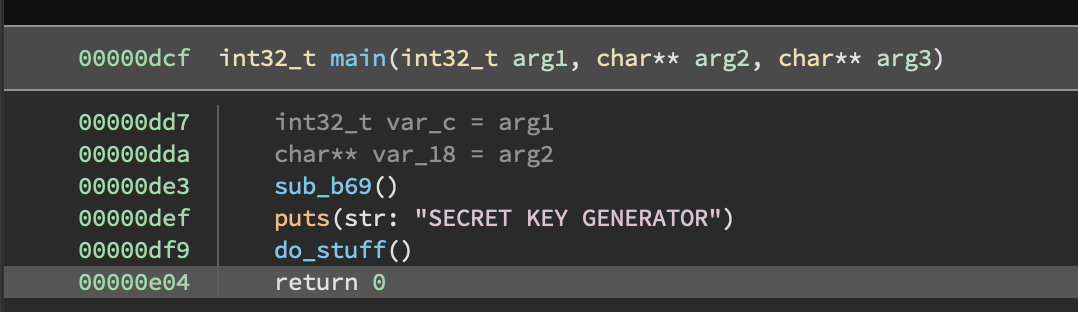 00000dcf int32_t main(int32_t arg1, char** arg2, char** arg3)
00000dd7 int32_t var_c = arg1
00000dda char** var_18 = arg2
00000de3 sub_b69()
00000def puts(str: "SECRET KEY GENERATOR")
00000df9 do_stuff()
00000e04 return 0